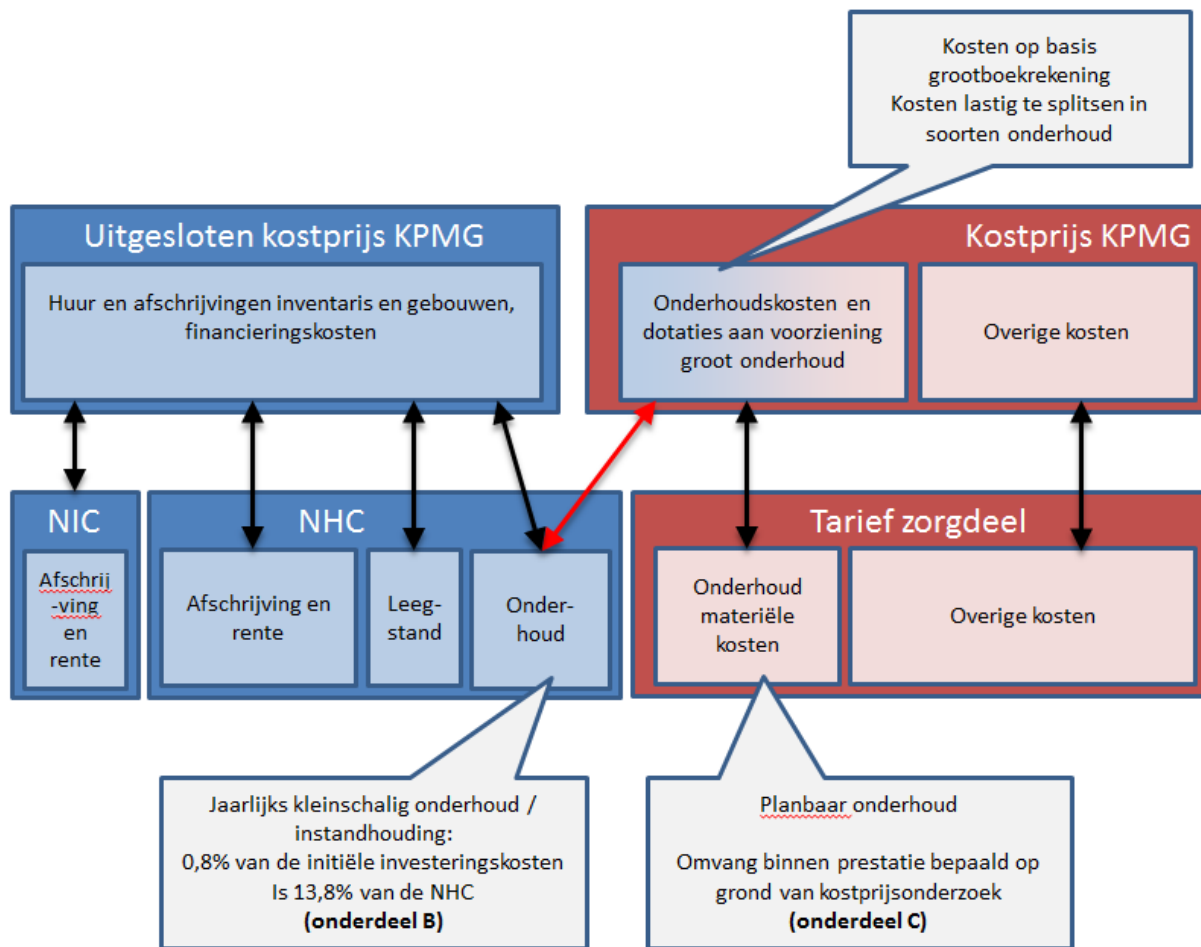 Kosten op basis
grootboekrekening
Kosten lastig te splitsen in
soorten onderhoud
Uitgesloten kostprijs KPMG
Huur en afschrijvingen inventaris en gebouwen,
financieringskosten
Kostprijs KPMG
Onderhoudskosten en
dotaties aan voorziening
groot onderhoud
Overige kosten
NIC
Afschrij
-ving
en
rente
NHC
Afschrijving en
rente
Leeg-
stand
Onder-
houd
Tarief zorgdeel
Onderhoud
materiële
kosten
Overige kosten
Jaarlijks kleinschalig onderhoud /
instandhouding:
0,8% van de initiële investeringskosten
Is 13,8% van de NHC
(onderdeel B)
Planbaar onderhoud
Omvang binnen prestatie bepaald op
grond van kostprijsonderzoek
(onderdeel C)